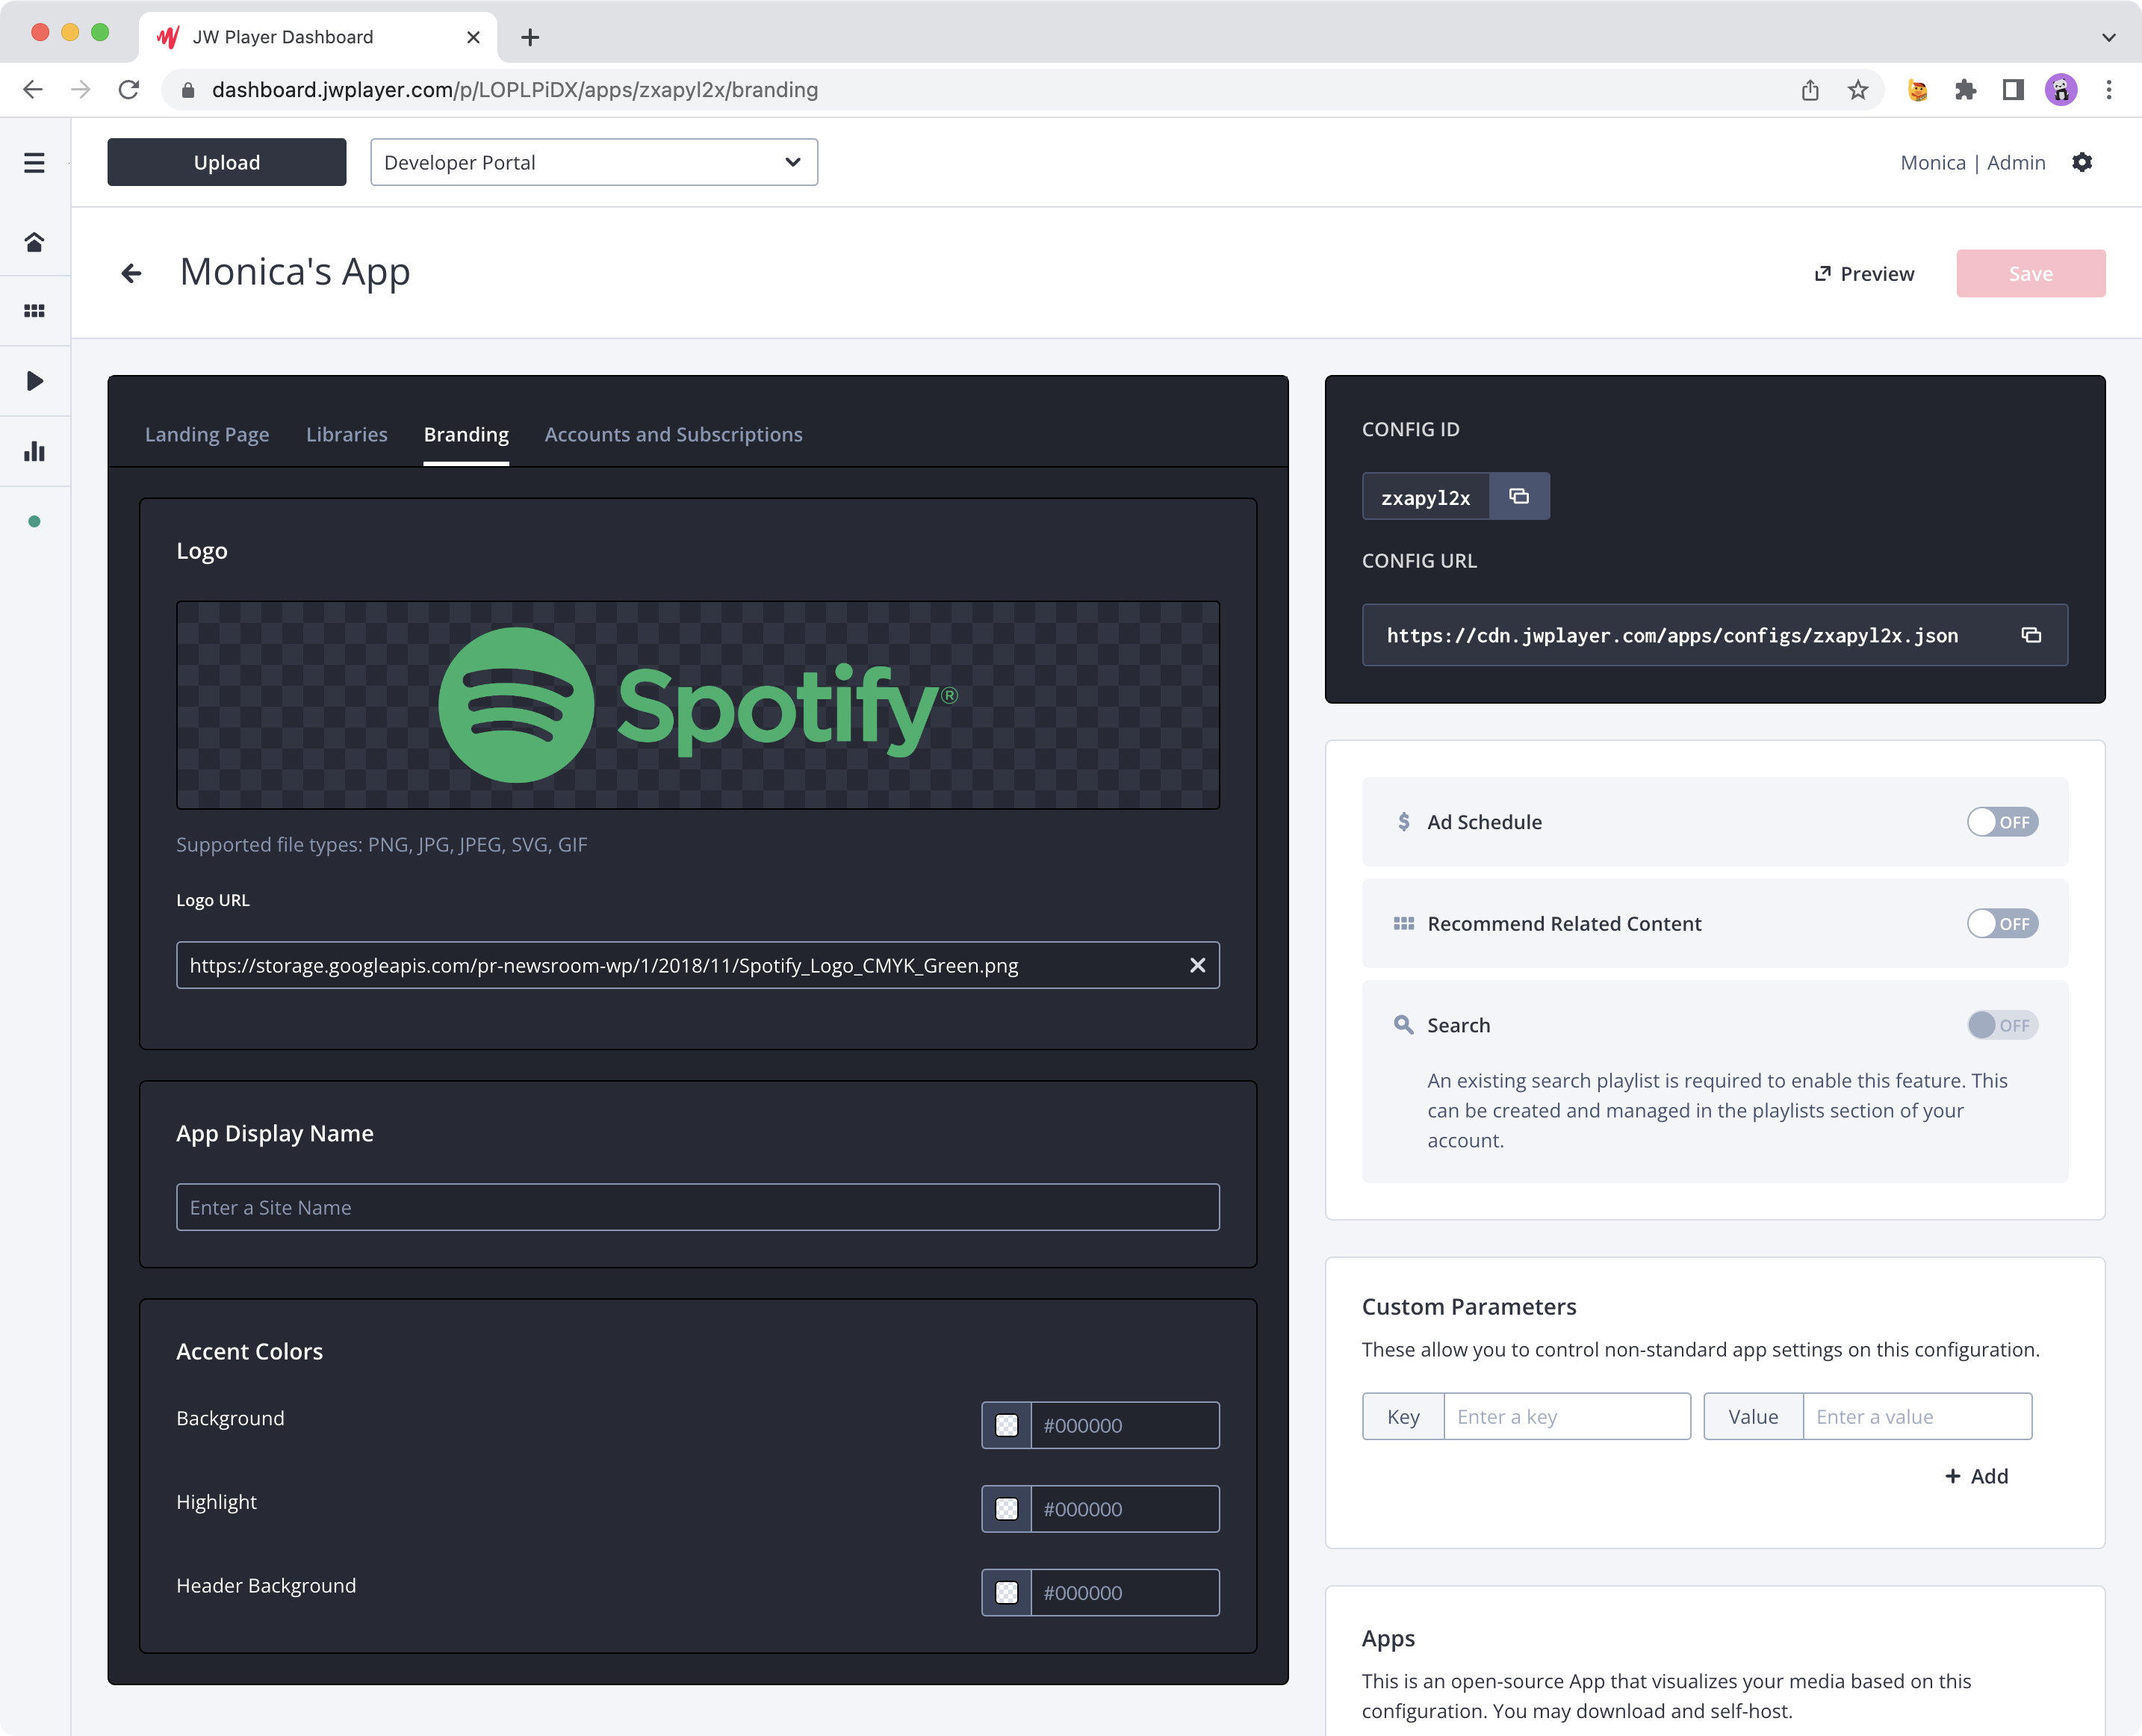 JW Player Dashboard
dashboard.jwplayer.com/p/LOPLPiDX/apps/zxapyl2x/branding
Upload
Developer Portal
Monica | Admin
Monica's App
Preview
Save
Landing Page
Libraries
Branding
Accounts and Subscriptions
Logo
Spotify®
Supported file types: PNG, JPG, JPEG, SVG, GIF
Logo URL
https://storage.googleapis.com/pr-newsroom-wp/1/2018/11/Spotify_Logo_CMYK_Green.png
App Display Name
Enter a Site Name
Accent Colors
Background
#000000
Highlight
#000000
Header Background
#000000
CONFIG ID
zxapyl2x
CONFIG URL
https://cdn.jwplayer.com/apps/configs/zxapyl2x.json
$ Ad Schedule
OFF
Recommend Related Content
OFF
Search
OFF
An existing search playlist is required to enable this feature. This
can be created and managed in the playlists section of your
account.
Custom Parameters
These allow you to control non-standard app settings on this configuration.
Key
Enter a key
Value
Enter a value
+ Add
Apps
This is an open-source App that visualizes your media based on this
configuration. You may download and self-host.